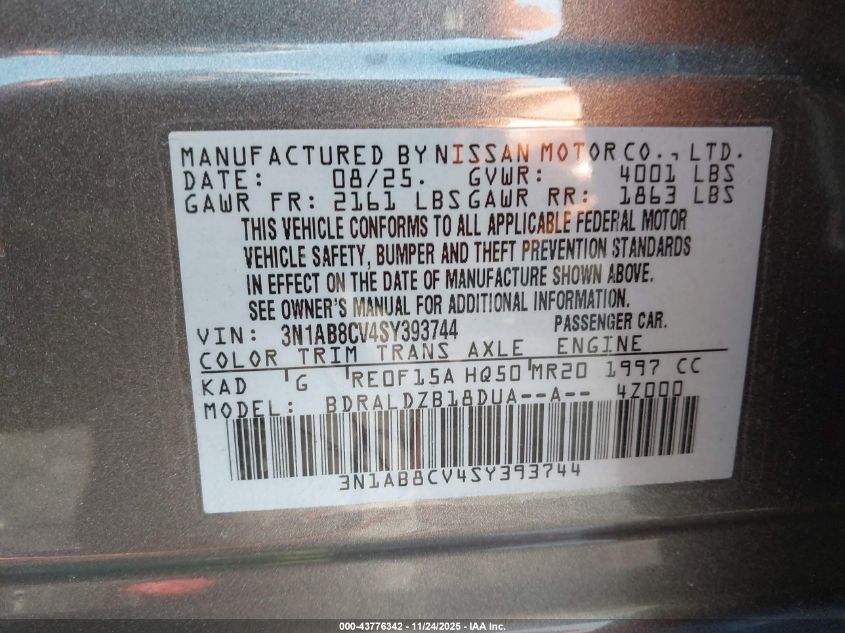 MANUFACTURED BY NISSAN MOTOR CO., LTD.
DATE: 08/25. GVWR: 4001 LBS
GAWR FR: 2161 LBS GAWR RR: 1863 LBS
THIS VEHICLE CONFORMS TO ALL APPLICABLE FEDERAL MOTOR
VEHICLE SAFETY, BUMPER AND THEFT PREVENTION STANDARDS
IN EFFECT ON THE DATE OF MANUFACTURE SHOWN ABOVE.
SEE OWNER'S MANUAL FOR ADDITIONAL INFORMATION.
VIN: 3N1AB8CV4SY393744 PASSENGER CAR.
COLOR TRIM TRANS AXLE ENGINE
KAD G RE0F15A HQ50 MR20 1997 CC
MODEL: BDRALDZB18DUA--A-- 4Z000
3N1AB8CV4SY393744
000-43776342 - 11/24/2025 - IAA Inc.